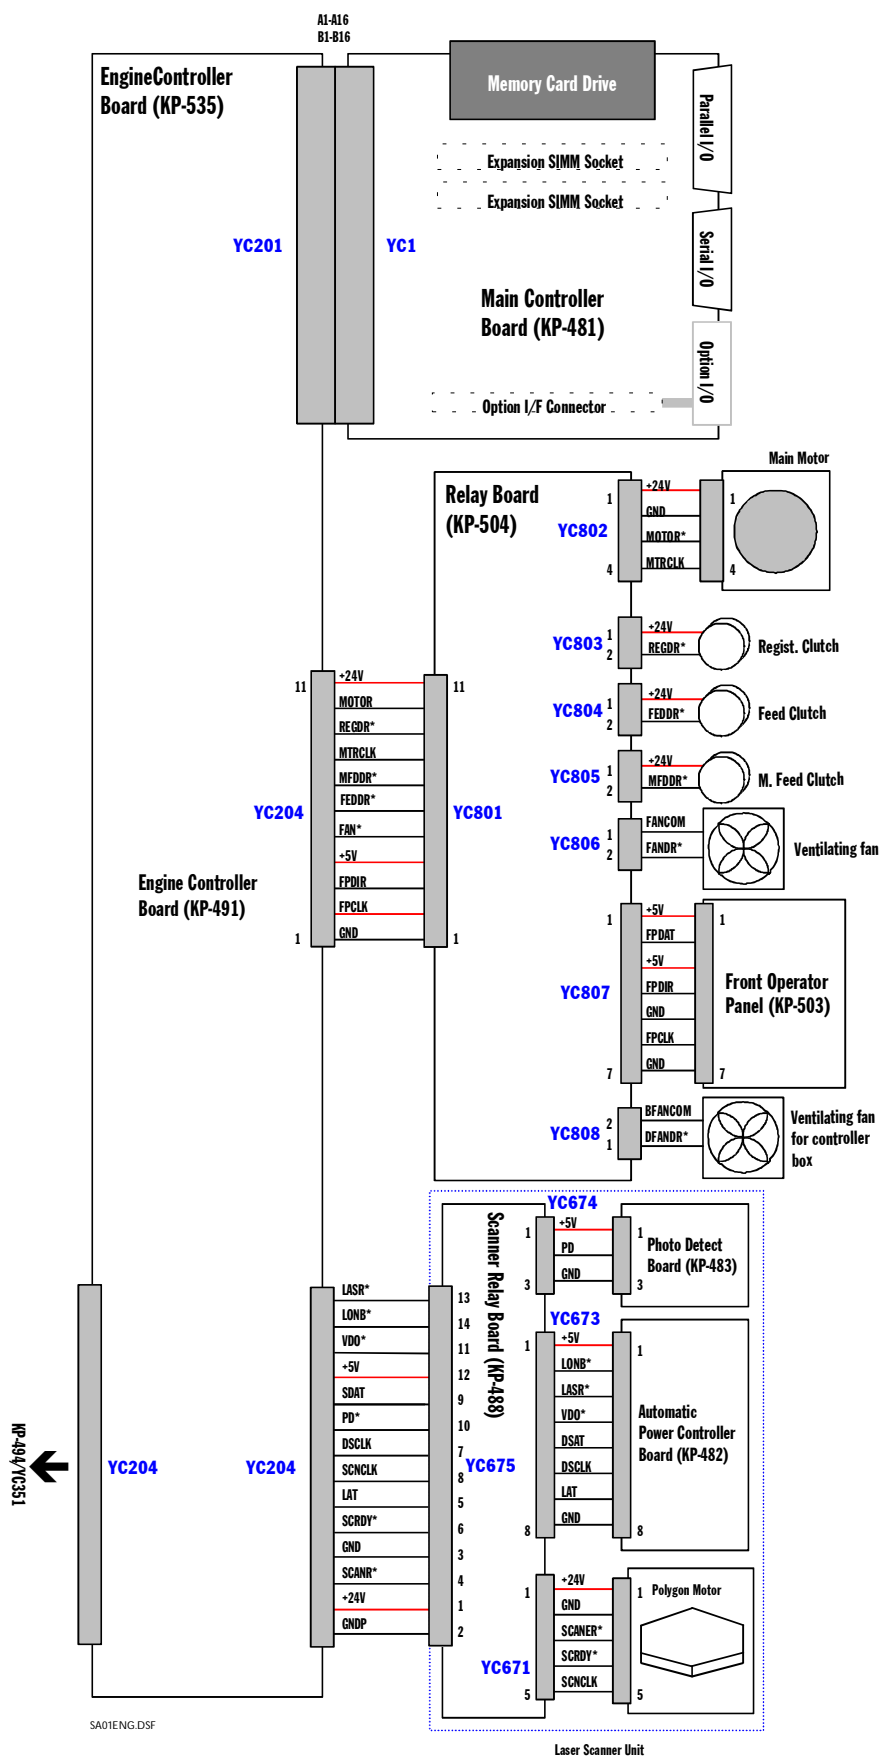 A1-A16
B1-B16
EngineController
Board (KP-535)
Memory Card Drive
Parallel I/O
Expansion SIMM Socket
Expansion SIMM Socket
YC201
YC1
Serial I/O
Main Controller
Board (KP-481)
Option I/O
Option I/F Connector
Main Motor
Relay Board
(KP-504)
YC802
1
4
+24V
GND
MOTOR*
MTRCLK
1
4
YC803
1
2
+24V
REGDR*
Regist. Clutch
YC804
1
2
+24V
FEDDR*
Feed Clutch
YC805
1
2
+24V
MFDDR*
M. Feed Clutch
YC806
1
2
FANCOM
FANDR*
Ventilating fan
11
1
+24V
MOTOR
REGDR*
MTRCLK
MFDDR*
FEDDR*
FAN*
+5V
FPDIR
FPCLK
GND
11
1
YC204
YC801
Engine Controller
Board (KP-491)
YC807
1
7
+5V
FPDAT
+5V
FPDIR
GND
FPCLK
GND
1
7
Front Operator
Panel (KP-503)
YC808
2
1
BFANCOM
DFANDR*
Ventilating fan
for controller
box
Scanner Relay Board (KP-488)
YC674
1
3
+5V
PD
GND
1
3
Photo Detect
Board (KP-483)
YC673
1
8
+5V
LONB*
LASR*
VDO*
DSAT
DSCLK
LAT
GND
1
8
Automatic
Power Controller
Board (KP-482)
LASR*
LONB*
VDO*
+5V
SDAT
PD*
DSCLK
SCNCLK
LAT
SCRDY*
GND
SCANR*
+24V
GNDP
13
14
11
12
9
10
7
8
5
6
3
4
1
2
KP-494/YC351
YC204
YC204
YC675
YC671
1
5
+24V
GND
SCANER*
SCRDY*
SCNCLK
1
5
Polygon Motor
SA01ENG.DSF
Laser Scanner Unit